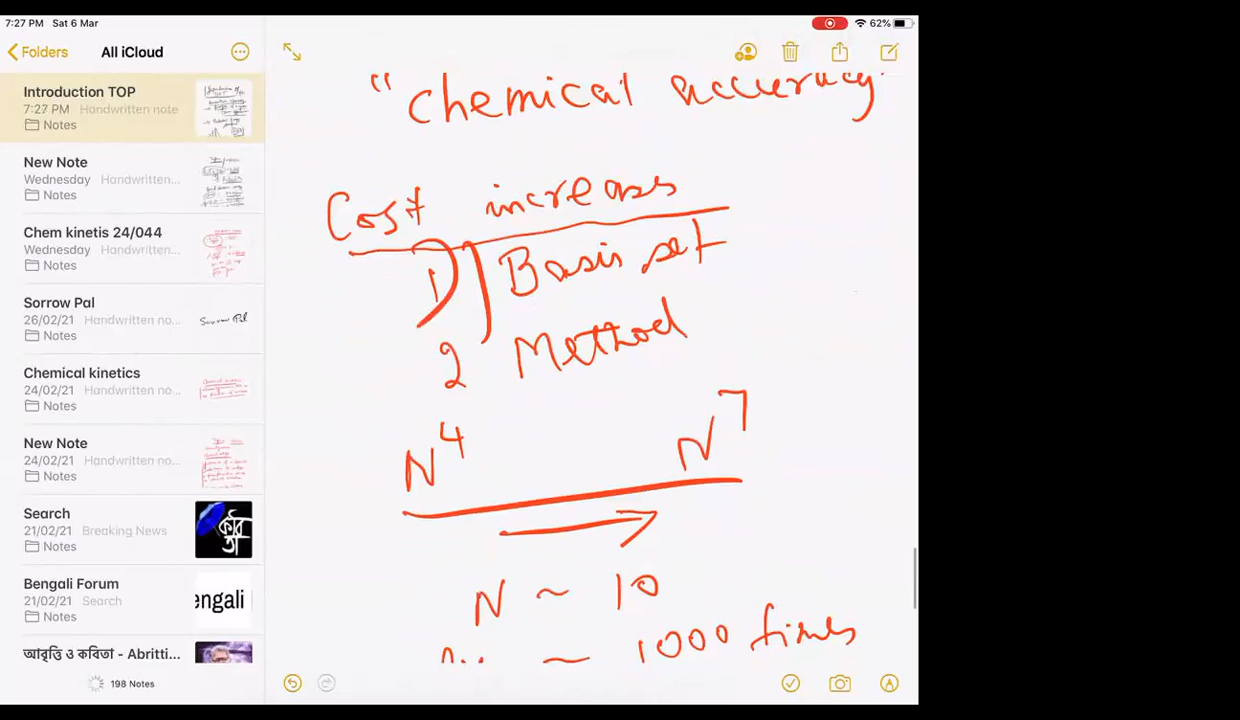 7:27 PM Sat 6 Mar
62%
Folders
All iCloud
Introduction TOP
7:27 PM Handwritten note
Notes
New Note
Wednesday Handwritten...
Notes
Chem kinetis 24/044
Wednesday Handwritten...
Notes
Sorrow Pal
26/02/21 Handwritten no...
Notes
Chemical kinetics
24/02/21 Handwritten no...
Notes
New Note
24/02/21 Handwritten no...
Notes
Search
21/02/21 Breaking News
Notes
Bengali Forum
21/02/21 Search
Notes
engali
আবৃত্তি ও কবিতা - Abritti...
198 Notes
"Chemical accuracy"
Cost increases
1) Basis set
2 Method
N⁴ N⁷
N ~ 10
~ 1000 times